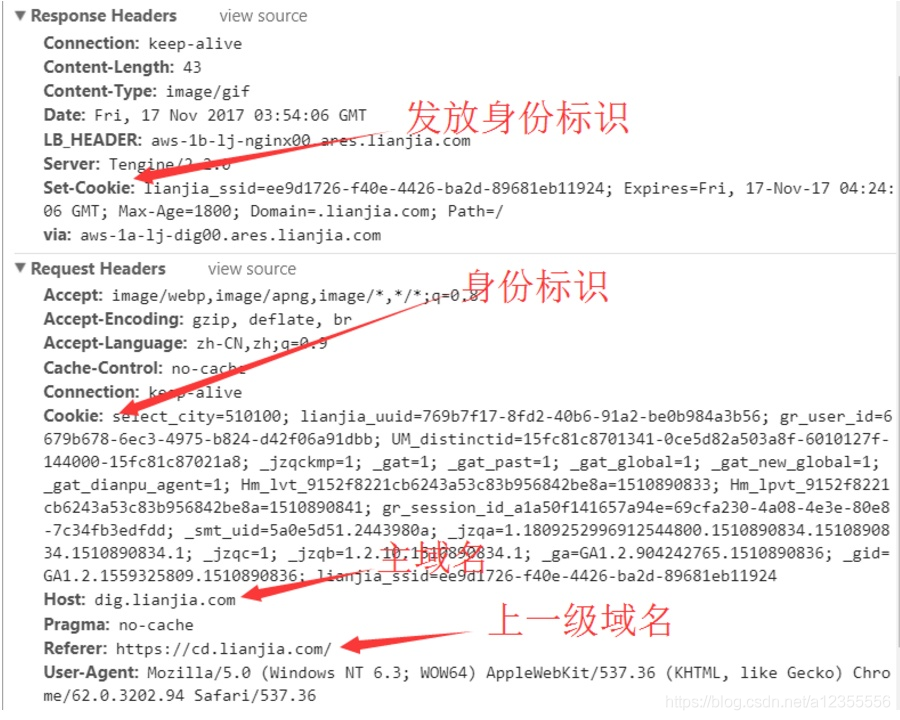 Response Headers view source
Connection: keep-alive
Content-Length: 43
Content-Type: image/gif
Date: Fri, 17 Nov 2017 03:54:06 GMT
发放身份标识
LB_HEADER: aws-1b-lj-nginx00.ares.lianjia.com
Server: Tengine/2.2.0
Set-Cookie: lianjia_ssid=ee9d1726-f40e-4426-ba2d-89681eb11924; Expires=Fri, 17-Nov-17 04:24:
06 GMT; Max-Age=1800; Domain=.lianjia.com; Path=/
via: aws-1a-lj-dig00.ares.lianjia.com
Request Headers view source
身份标识
Accept: image/webp,image/apng,image/*,*/*;q=0.8
Accept-Encoding: gzip, deflate, br
Accept-Language: zh-CN,zh;q=0.9
Cache-Control: no-cache
Connection: keep-alive
Cookie: select_city=510100; lianjia_uuid=769b7f17-8fd2-40b6-91a2-be0b984a3b56; gr_user_id=6
679b678-6ec3-4975-b824-d42f06a91dbb; UM_distinctid=15fc81c8701341-0ce5d82a503a8f-6010127f-
144000-15fc81c87021a8; _jzqckmp=1; _gat=1; _gat_past=1; _gat_global=1; _gat_new_global=1;
_gat_dianpu_agent=1; Hm_lvt_9152f8221cb6243a53c83b956842be8a=1510890833; Hm_lpvt_9152f8221
cb6243a53c83b956842be8a=1510890841; gr_session_id_a1a50f141657a94e=69cfa230-4a08-4e3e-80e8
-7c34fb3edfdd; _smt_uid=5a0e5d51.2443980a; _jzqa=1.1809252996912544800.1510890834.15108908
34.1510890834.1; _jzqc=1; _jzqb=1.2.10.1510890834.1; _ga=GA1.2.904242765.1510890836; _gid=
GA1.2.1559325809.1510890836; lianjia_ssid=ee9d1726-f40e-4426-ba2d-89681eb11924
主域名
Host: dig.lianjia.com
Pragma: no-cache
上一级域名
Referer: https://cd.lianjia.com/
User-Agent: Mozilla/5.0 (Windows NT 6.3; WOW64) AppleWebKit/537.36 (KHTML, like Gecko) Chro
me/62.0.3202.94 Safari/537.36
https://blog.csdn.net/a12355556